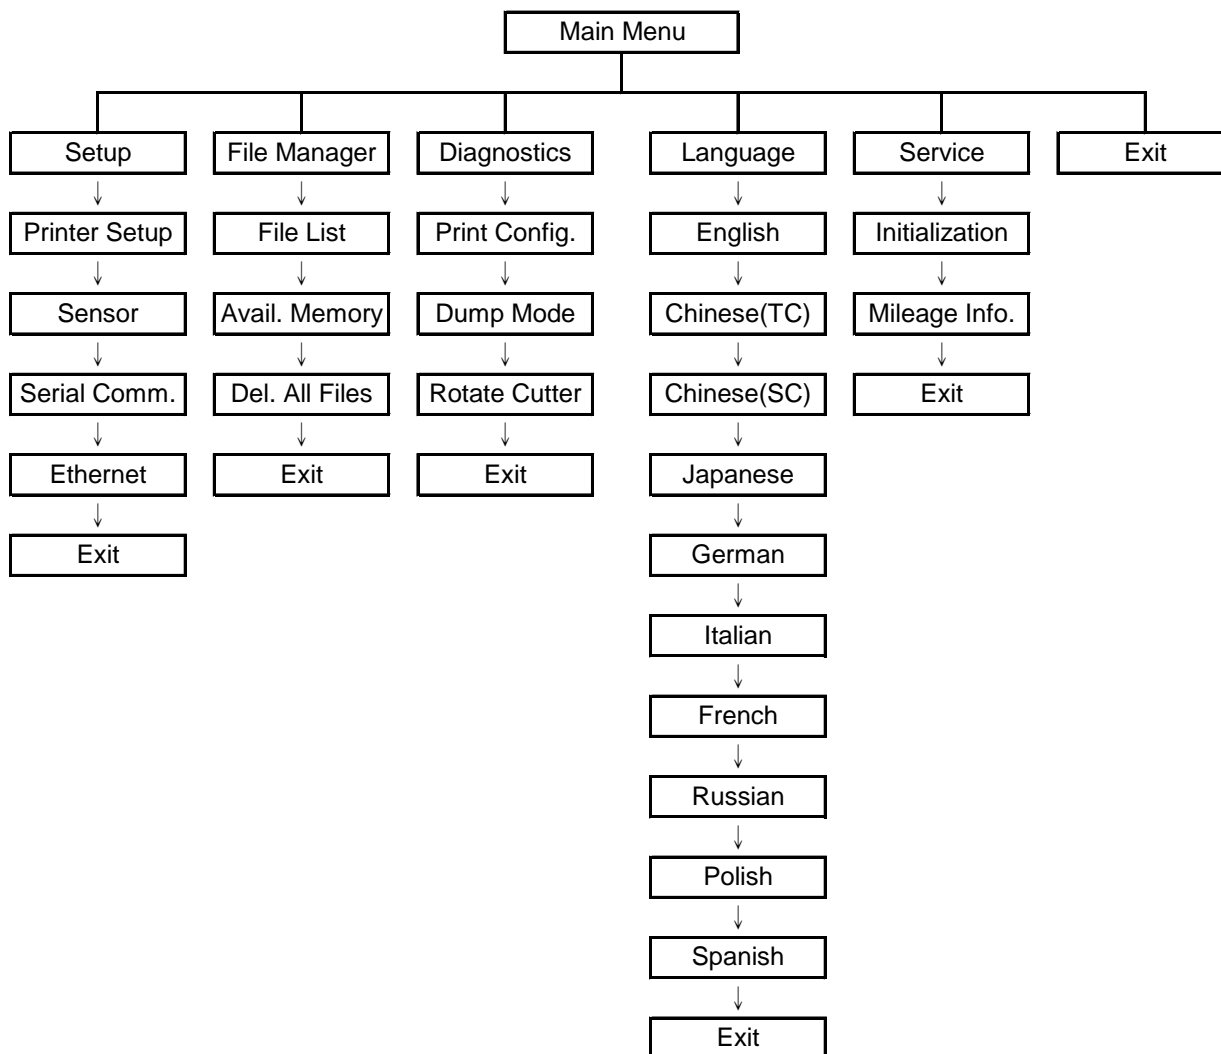 Main Menu
Setup
File Manager
Diagnostics
Language
Service
Exit
Printer Setup
File List
Print Config.
English
Initialization
Sensor
Avail. Memory
Dump Mode
Chinese(TC)
Mileage Info.
Serial Comm.
Del. All Files
Rotate Cutter
Chinese(SC)
Exit
Ethernet
Exit
Exit
Japanese
Exit
German
Italian
French
Russian
Polish
Spanish
Exit